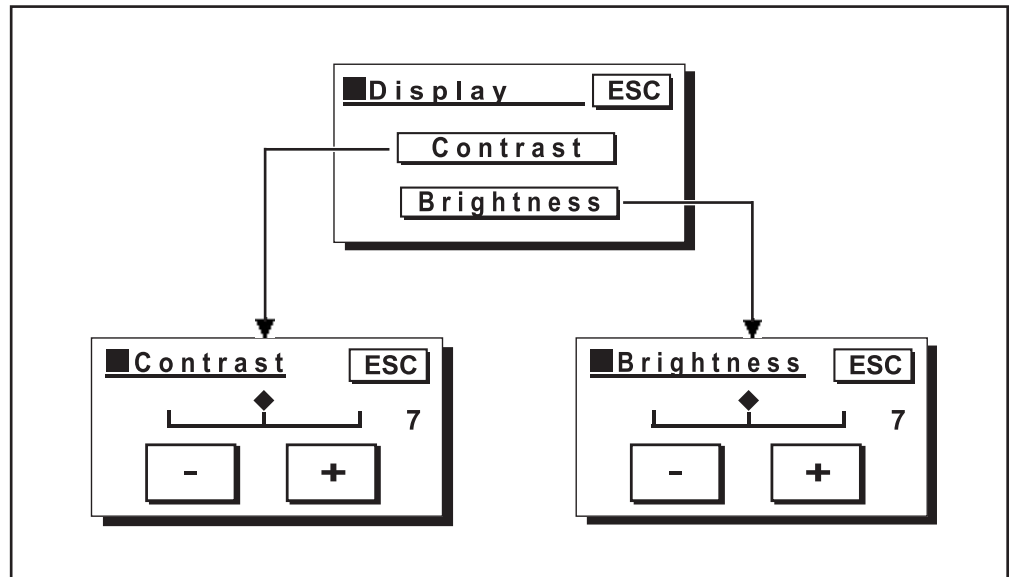 ■Display ESC
Contrast
Brightness
■Contrast ESC
7
- +
■Brightness ESC
7
- +